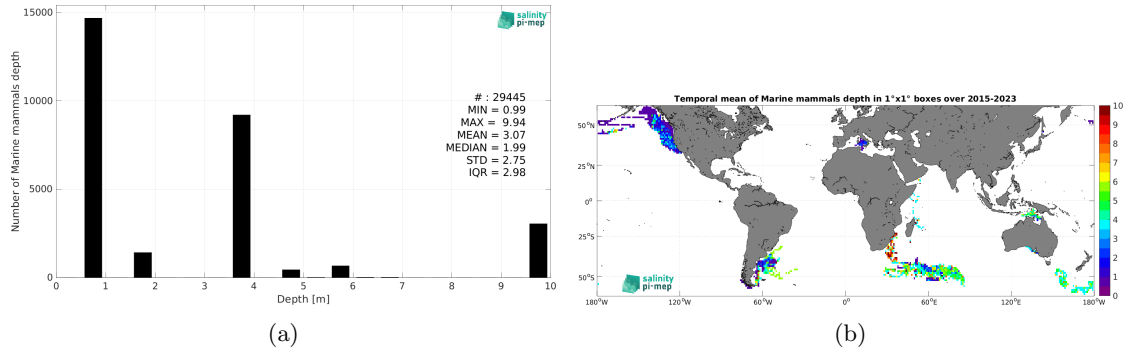 15000
10000
5000
0
Number of Marine mammals depth
0 1 2 3 4 5 6 7 8 9 10
Depth [m]
salinity
pi-mep
# : 29445
MIN = 0.99
MAX = 9.94
MEAN = 3.07
MEDIAN = 1.99
STD = 2.75
IQR = 2.98
(a)
Temporal mean of Marine mammals depth in 1°x1° boxes over 2015-2023
50°N
25°N
0°
25°S
50°S
180°W 120°W 60°W 0° 60°E 120°E 180°W
salinity
pi-mep
10
9
8
7
6
5
4
3
2
1
0
(b)